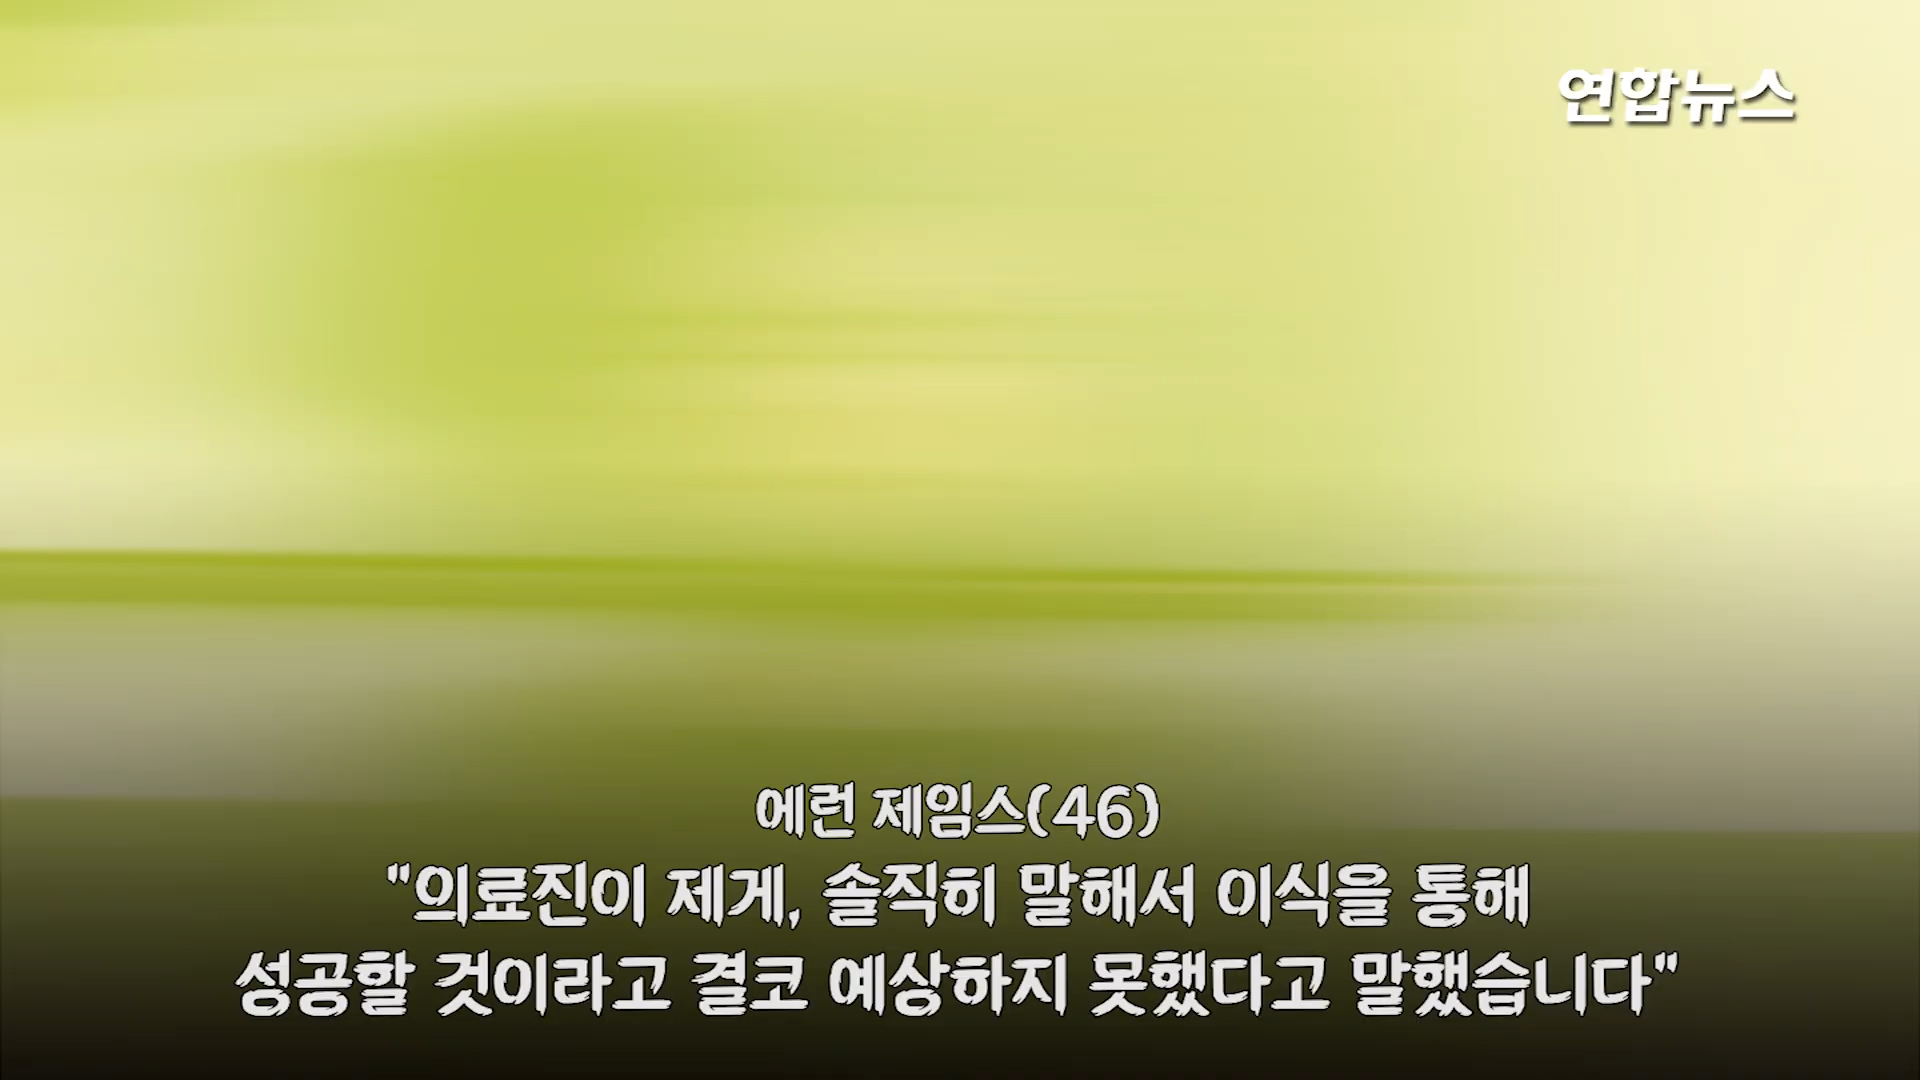 연합뉴스
에런 제임스(46)
"의료진이 제게, 솔직히 말해서 이식을 통해
성공할 것이라고 결코 예상하지 못했다고 말했습니다"